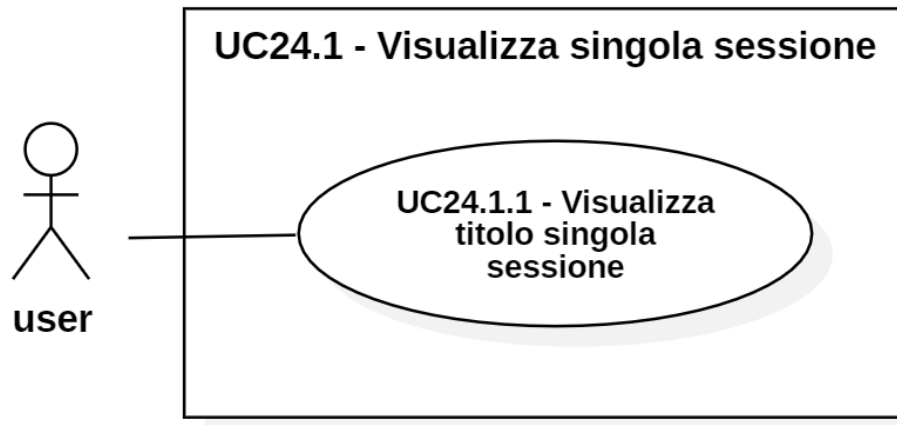 UC24.1 - Visualizza singola sessione
UC24.1.1 - Visualizza
titolo singola
sessione
user